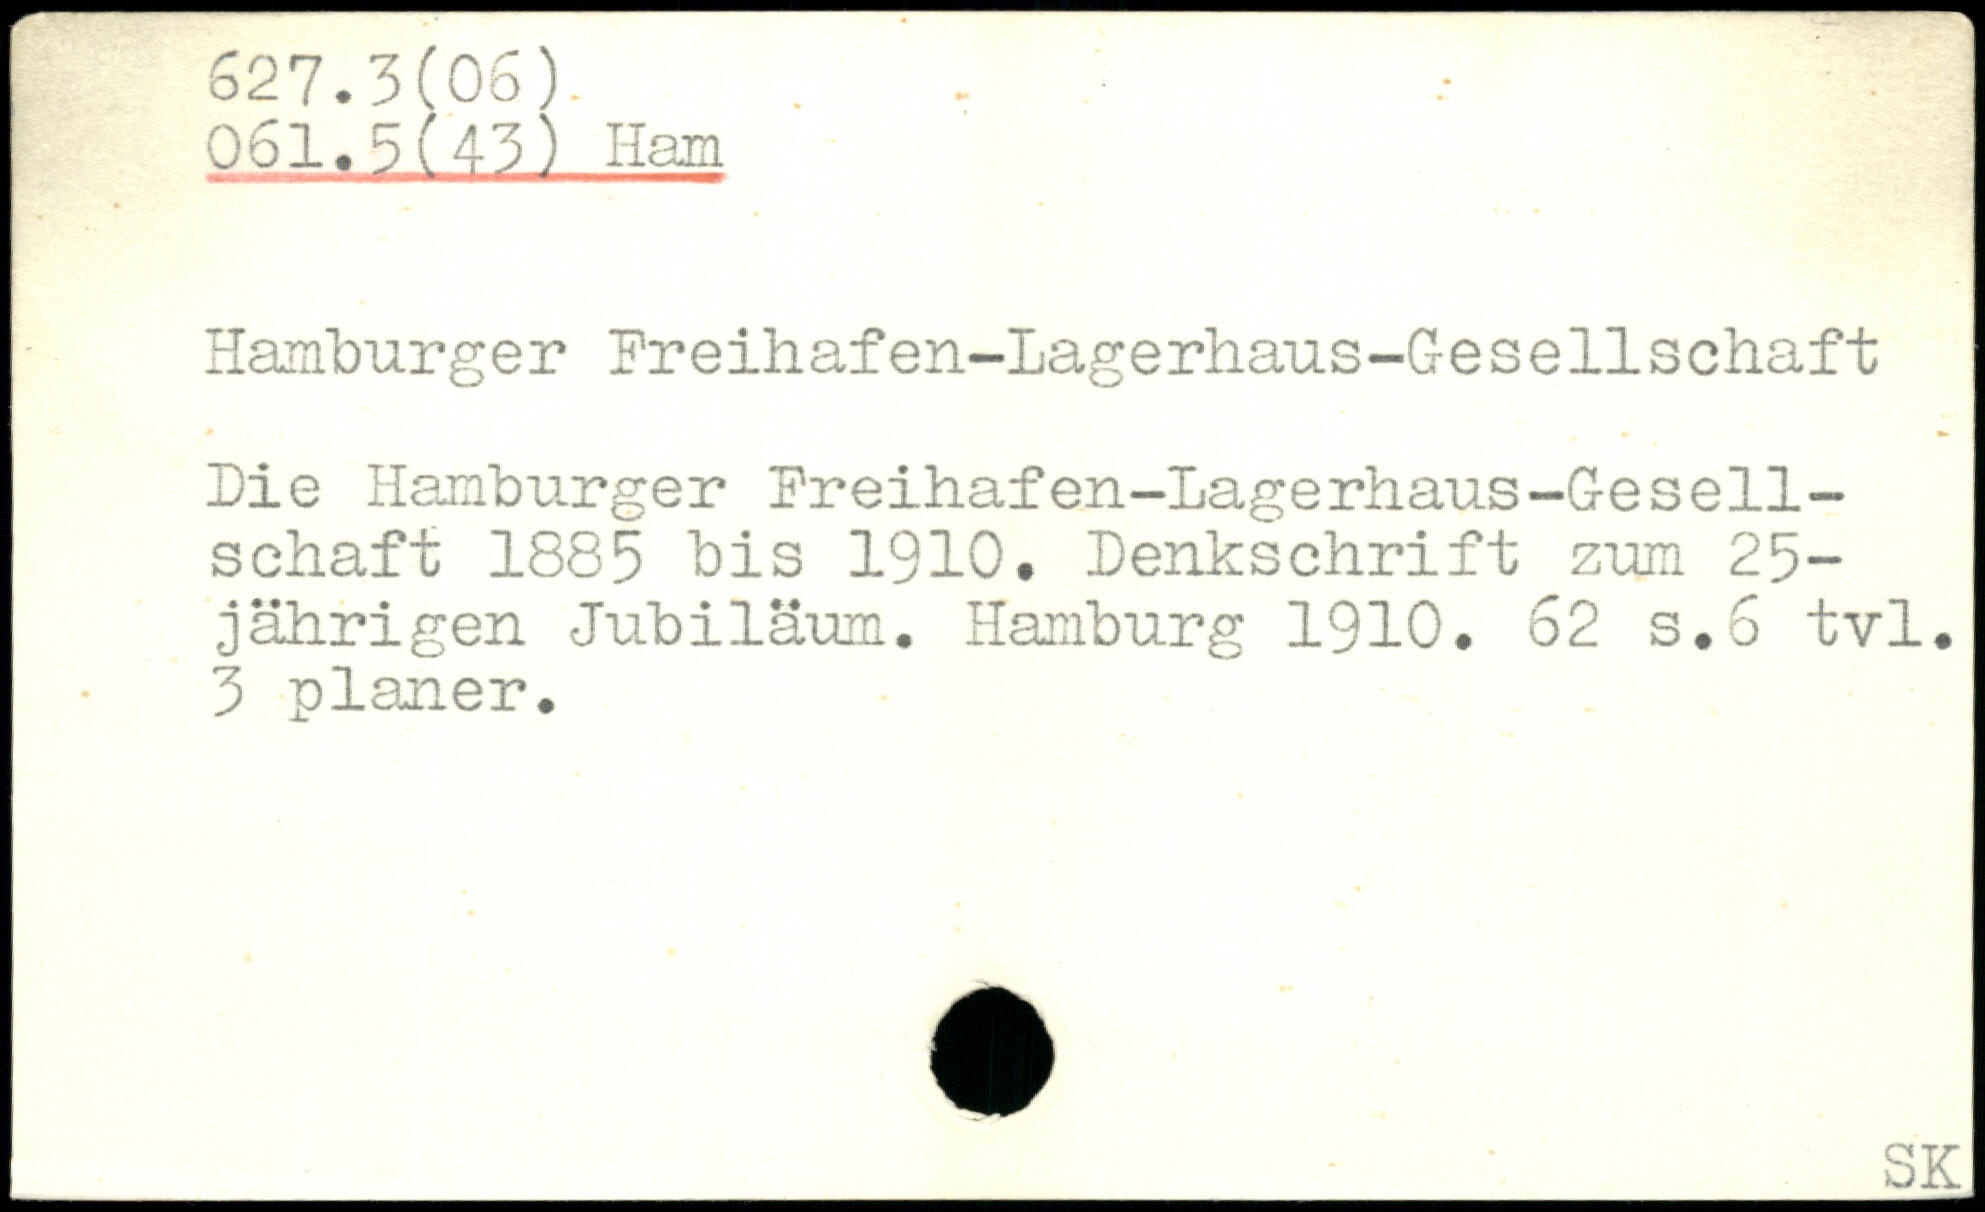 627.3(06)
061.5(43) Ham
Hamburger Freihafen-Lagerhaus-Gesellschaft
Die Hamburger Freihafen-Lagerhaus-Gesell-
schaft 1885 bis 1910. Denkschrift zum 25-
jährigen Jubiläum. Hamburg 1910. 62 s.6 tvl.
3 planer.
SK